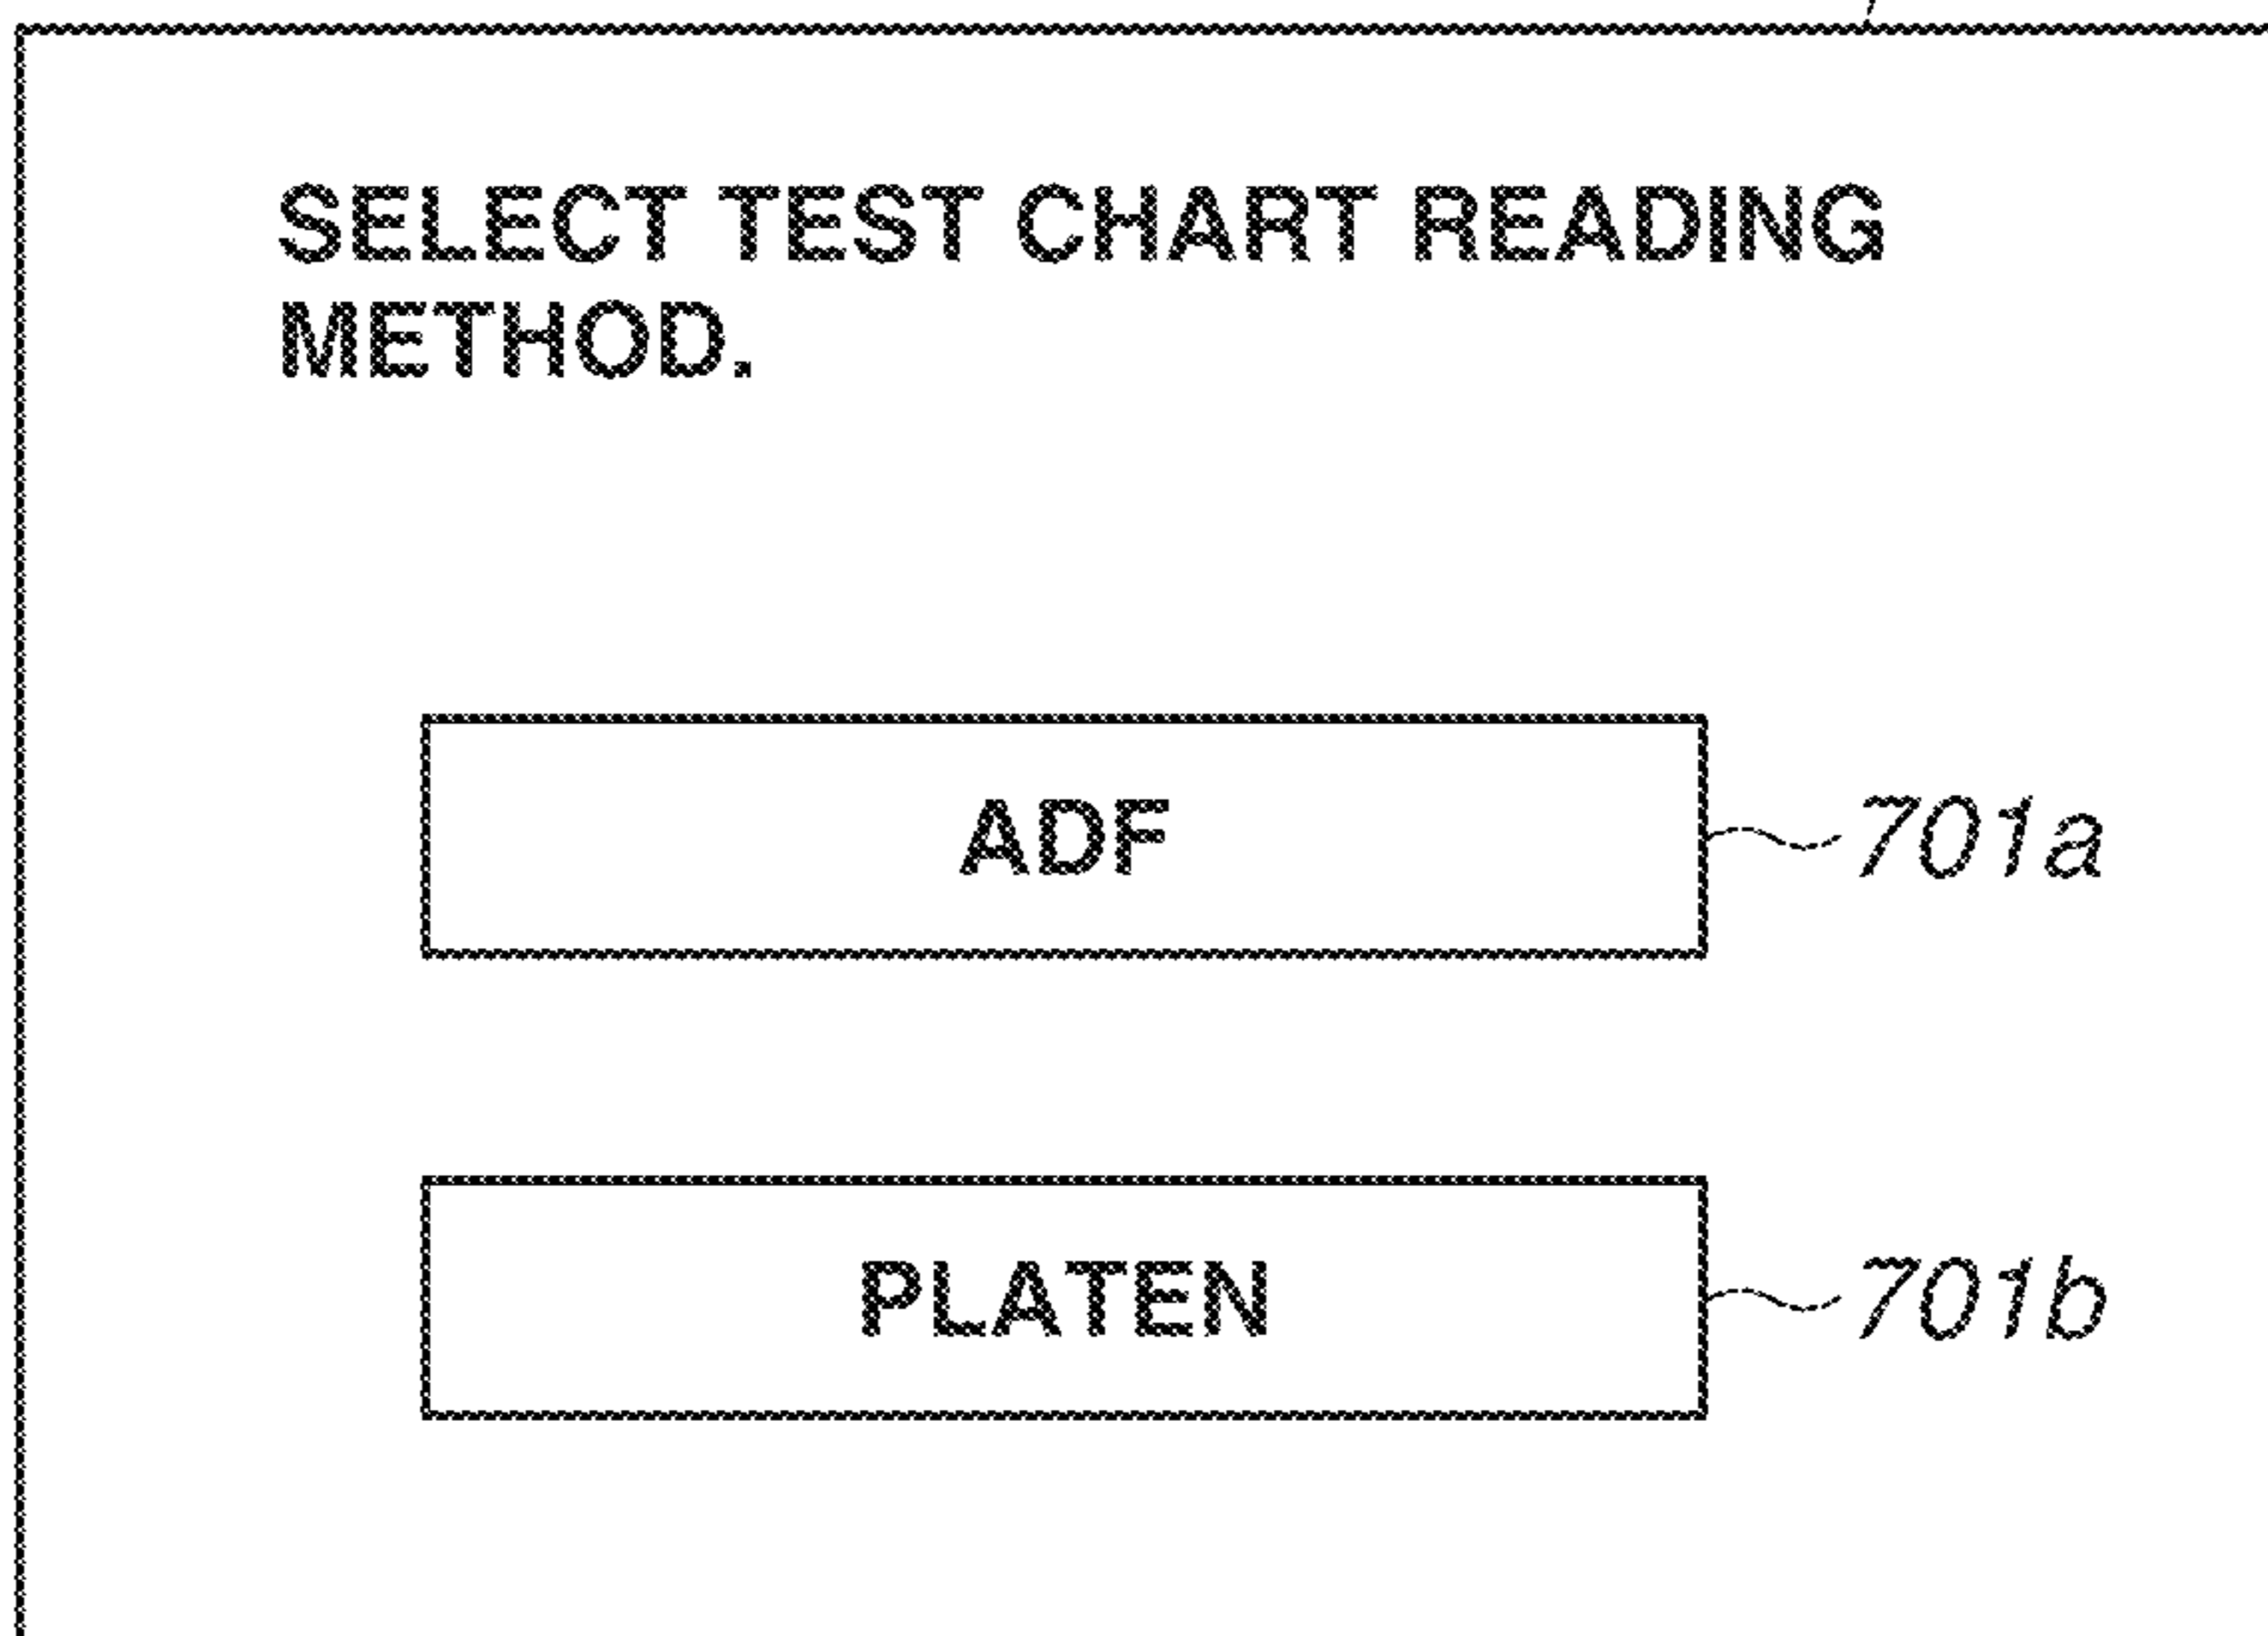 SELECT TEST CHART READING
METHOD.
ADF
701a
PLATEN
701b